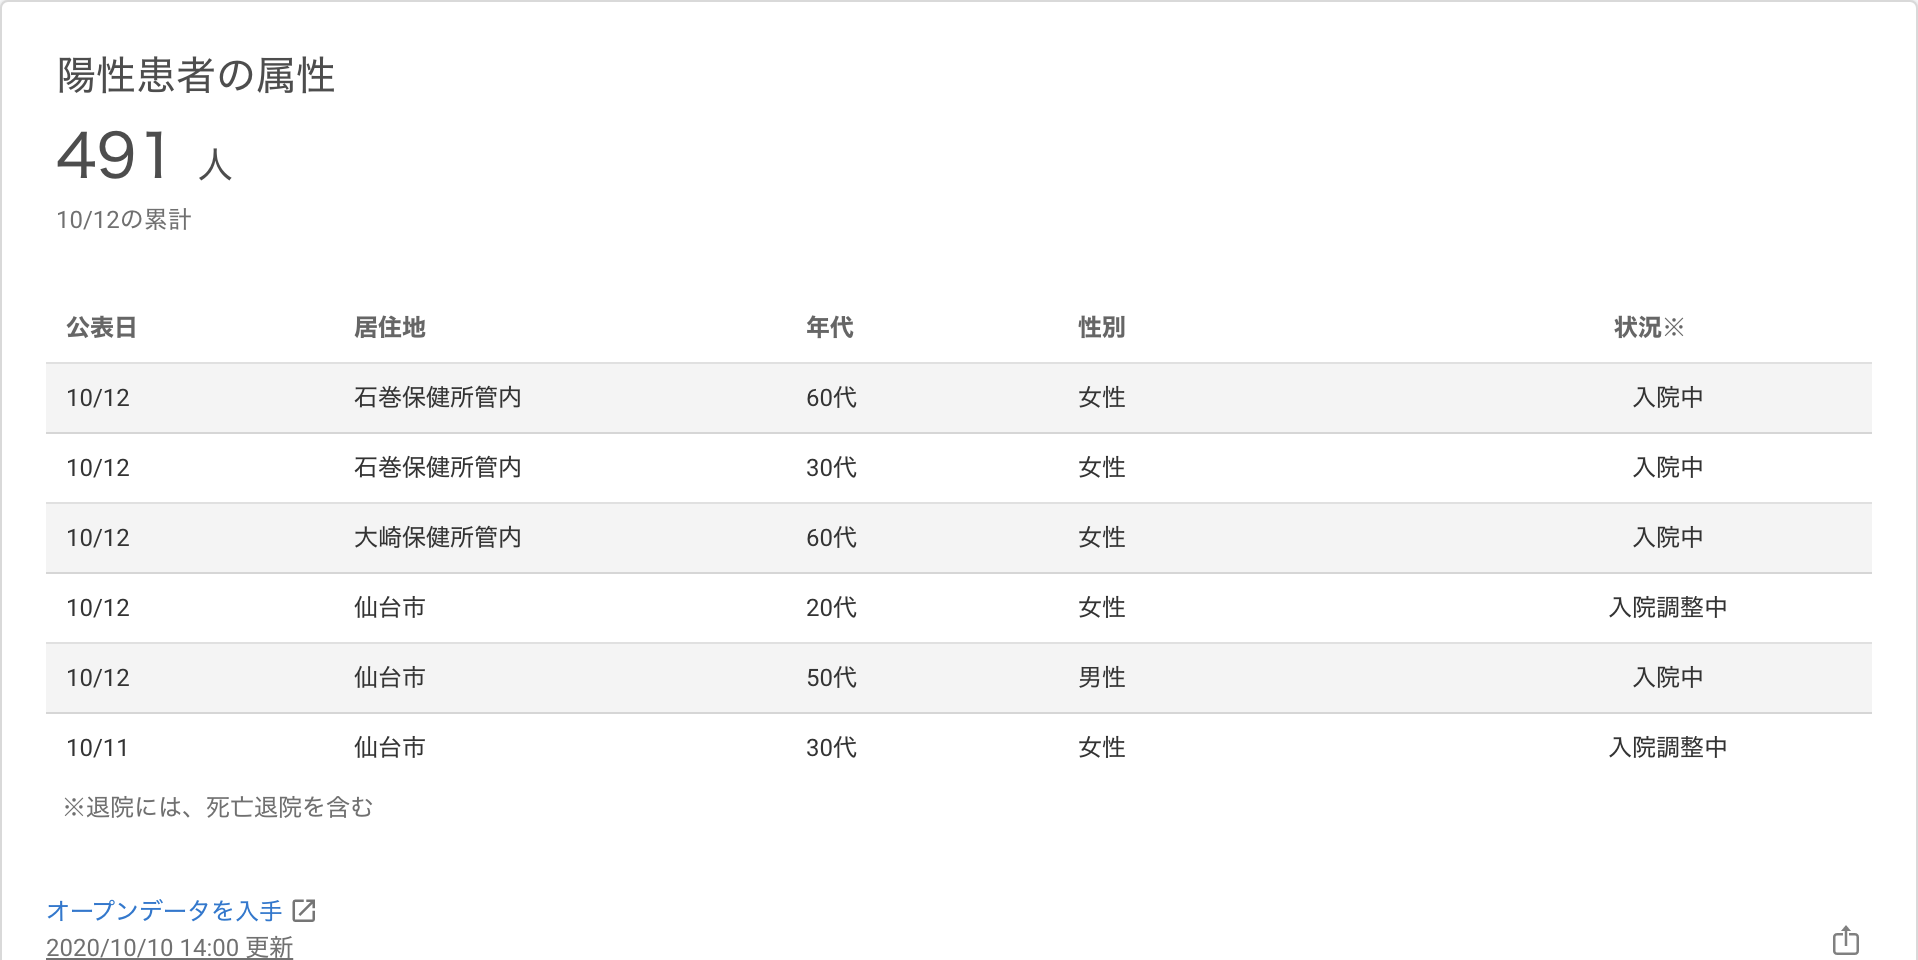 陽性患者の属性
491 人
10/12の累計
公表日 居住地 年代 性別 状況※
10/12 石巻保健所管内 60代 女性 入院中
10/12 石巻保健所管内 30代 女性 入院中
10/12 大崎保健所管内 60代 女性 入院中
10/12 仙台市 20代 女性 入院調整中
10/12 仙台市 50代 男性 入院中
10/11 仙台市 30代 女性 入院調整中
※退院には、死亡退院を含む
オープンデータを入手
2020/10/10 14:00 更新